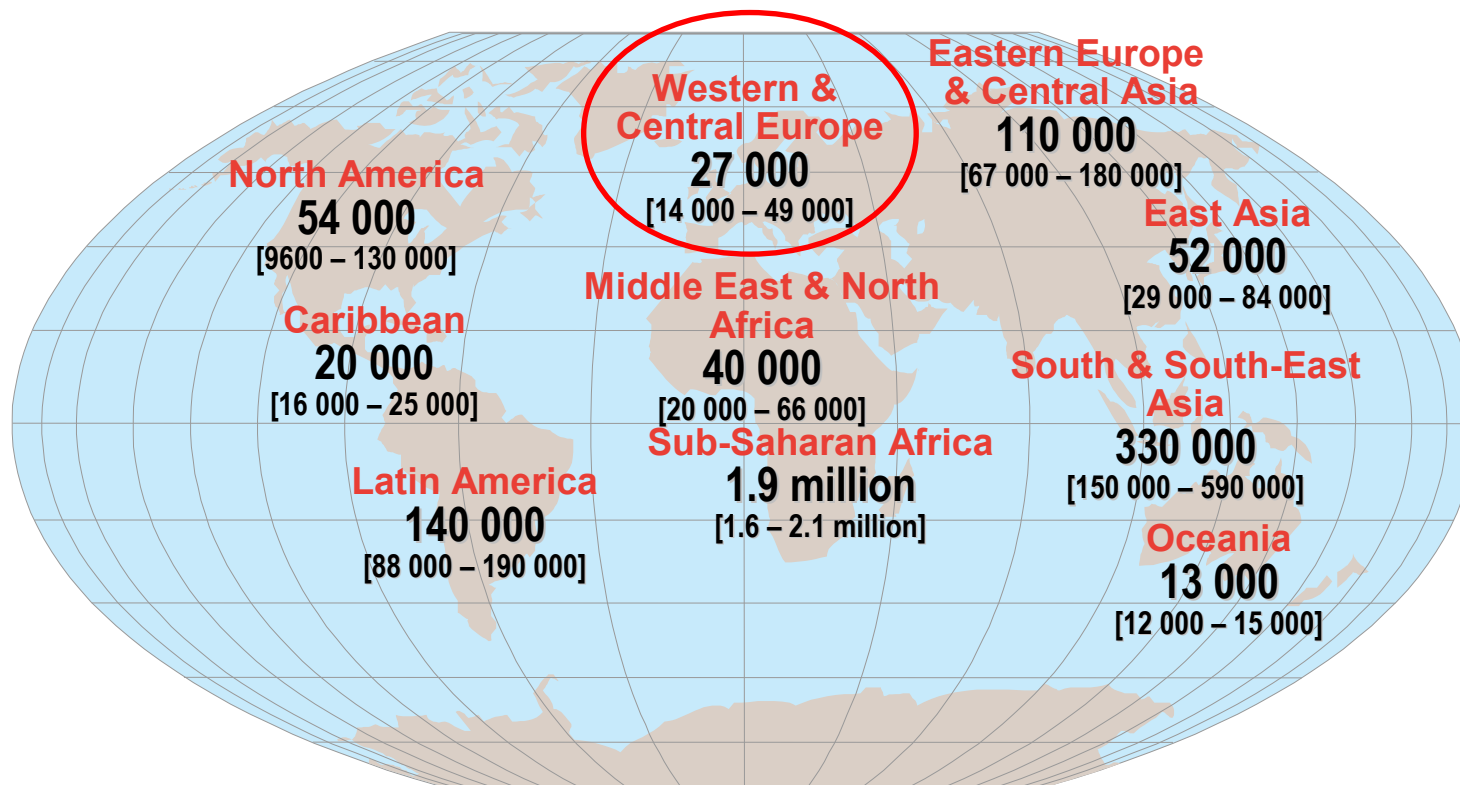 Western &
Central Europe
27 000
[14 000 – 49 000]
Eastern Europe
& Central Asia
110 000
[67 000 – 180 000]
North America
54 000
[9600 – 130 000]
East Asia
52 000
[29 000 – 84 000]
Middle East & North
Africa
40 000
[20 000 – 66 000]
Caribbean
20 000
[16 000 – 25 000]
South & South-East
Asia
330 000
[150 000 – 590 000]
Sub-Saharan Africa
1.9 million
[1.6 – 2.1 million]
Latin America
140 000
[88 000 – 190 000]
Oceania
13 000
[12 000 – 15 000]